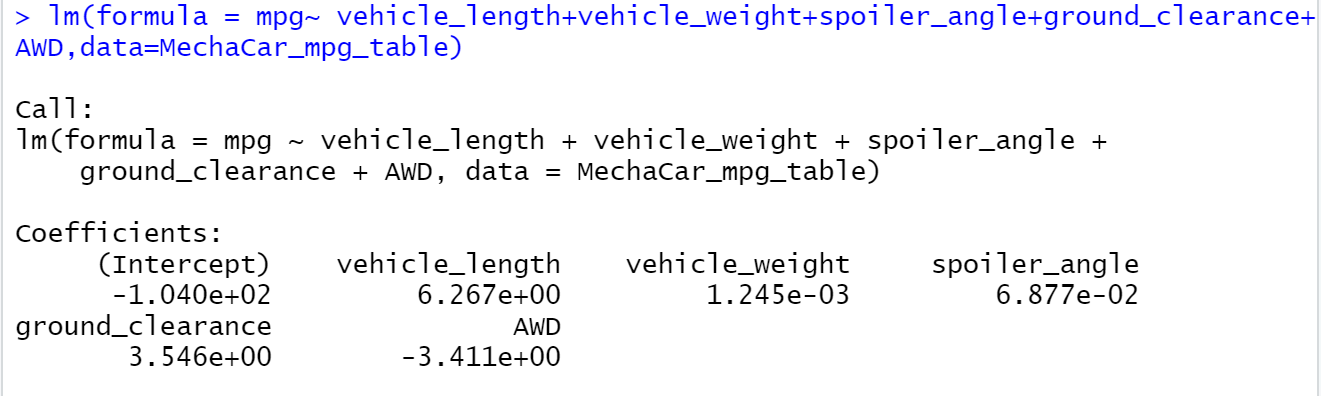 > lm(formula = mpg~ vehicle_length+vehicle_weight+spoiler_angle+ground_clearance+
AWD,data=MechaCar_mpg_table)
Call:
lm(formula = mpg ~ vehicle_length + vehicle_weight + spoiler_angle +
    ground_clearance + AWD, data = MechaCar_mpg_table)
Coefficients:
     (Intercept)    vehicle_length    vehicle_weight     spoiler_angle
      -1.040e+02         6.267e+00         1.245e-03         6.877e-02
ground_clearance               AWD
       3.546e+00        -3.411e+00